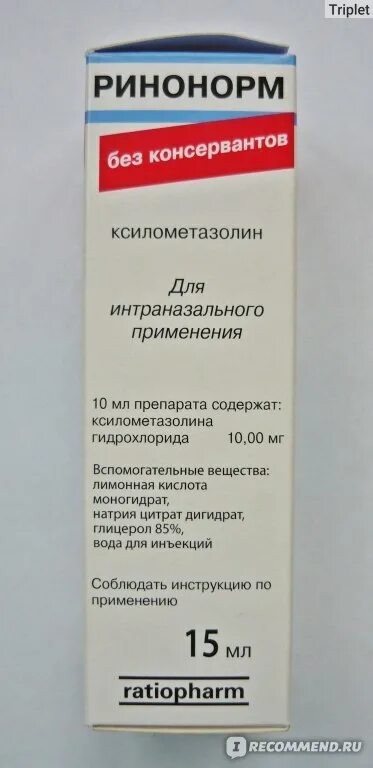 Triplet
РИНОНОРМ
без консервантов
ксилометазолин
Для
интраназального
применения
10 мл препарата содержат:
ксилометазолина
гидрохлорида 10,00 мг
Вспомогательные вещества:
лимонная кислота
моногидрат,
натрия цитрат дигидрат,
глицерол 85%,
вода для инъекций
Соблюдать инструкцию по
применению
15 мл
ratiopharm
I RECOMMEND.RU